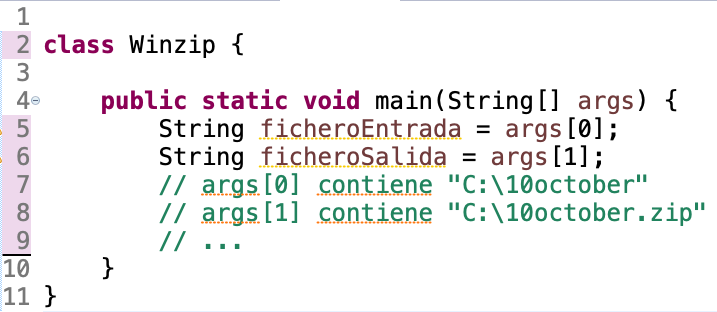 1
2 class Winzip {
3
4 public static void main(String[] args) {
5 String ficheroEntrada = args[0];
6 String ficheroSalida = args[1];
7 // args[0] contiene "C:\10october"
8 // args[1] contiene "C:\10october.zip"
9 // ...
10 }
11 }